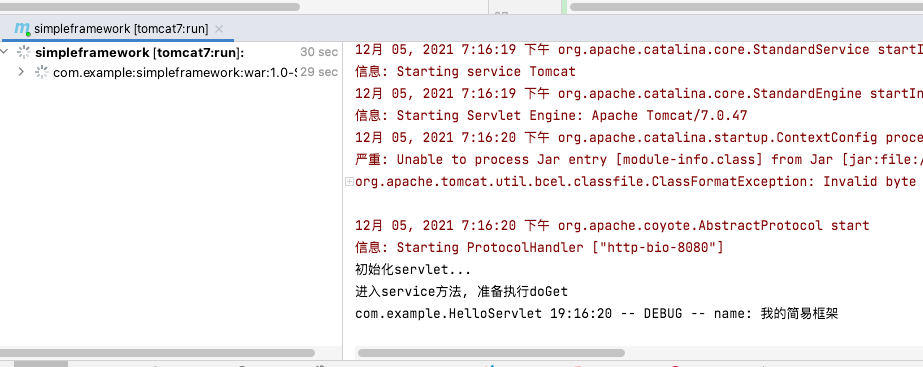 simpleframework [tomcat7:run]
simpleframework [tomcat7:run]: 30 sec
com.example:simpleframework:war:1.0-S 29 sec
12月 05, 2021 7:16:19 下午 org.apache.catalina.core.StandardService startI
信息: Starting service Tomcat
12月 05, 2021 7:16:19 下午 org.apache.catalina.core.StandardEngine startIn
信息: Starting Servlet Engine: Apache Tomcat/7.0.47
12月 05, 2021 7:16:20 下午 org.apache.catalina.startup.ContextConfig proce
严重: Unable to process Jar entry [module-info.class] from Jar [jar:file:/
org.apache.tomcat.util.bcel.classfile.ClassFormatException: Invalid byte
12月 05, 2021 7:16:20 下午 org.apache.coyote.AbstractProtocol start
信息: Starting ProtocolHandler ["http-bio-8080"]
初始化servlet...
进入service方法, 准备执行doGet
com.example.HelloServlet 19:16:20 -- DEBUG -- name: 我的简易框架